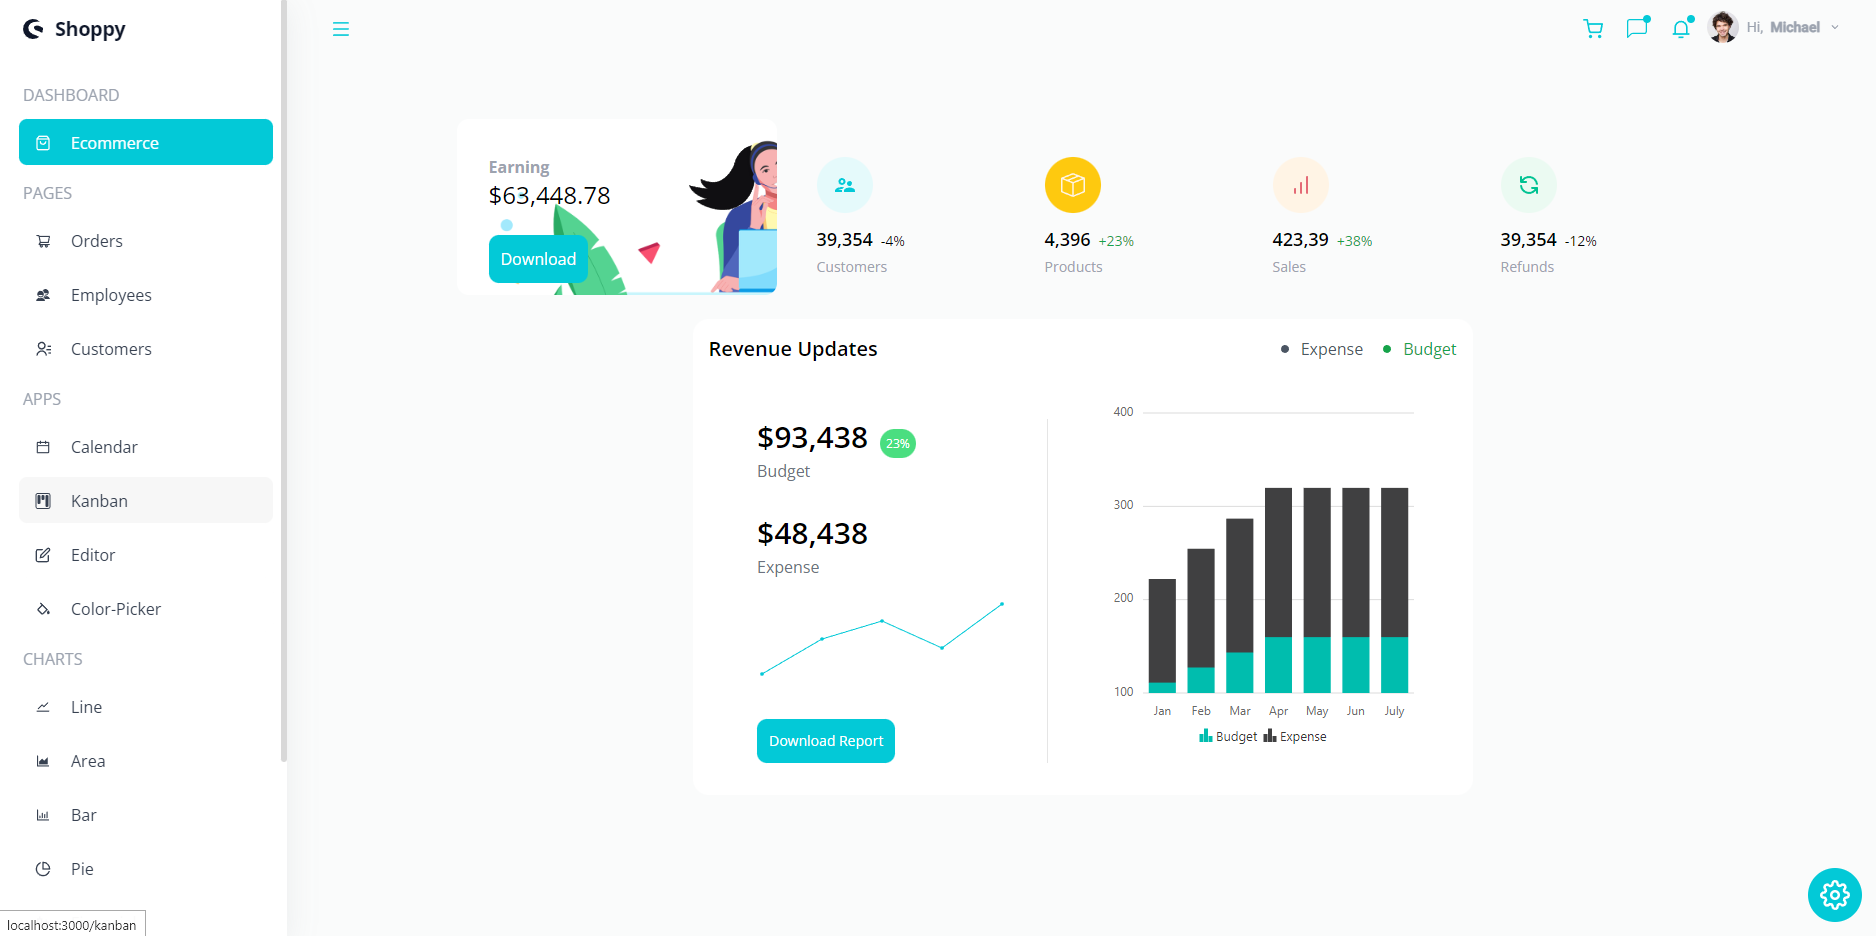 Shoppy
DASHBOARD
Ecommerce
PAGES
Orders
Employees
Customers
APPS
Calendar
Kanban
Editor
Color-Picker
CHARTS
Line
Area
Bar
Pie
localhost:3000/kanban
Hi, Michael
Earning
$63,448.78
Download
39,354 -4%
Customers
4,396 +23%
Products
423,39 +38%
Sales
39,354 -12%
Refunds
Revenue Updates
Expense
Budget
$93,438 23%
Budget
$48,438
Expense
Download Report
400
300
200
100
Jan Feb Mar Apr May Jun July
Budget Expense